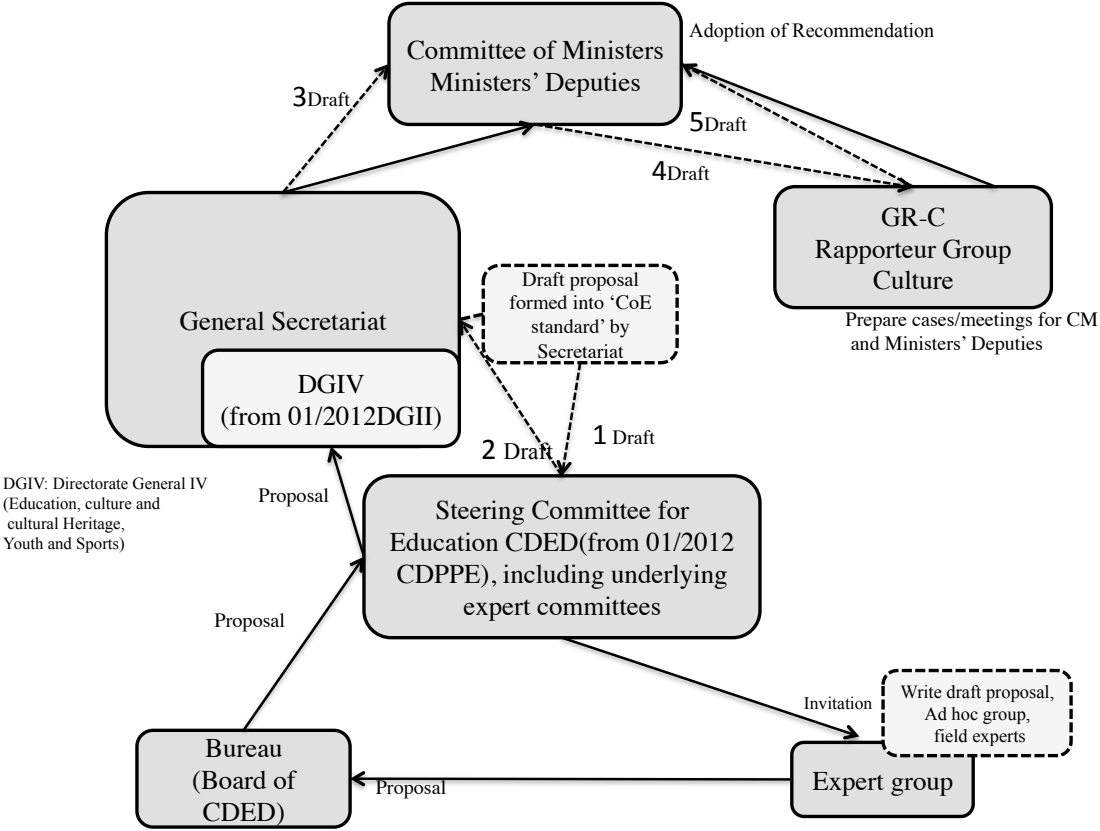 Committee of Ministers
Ministers' Deputies
Adoption of Recommendation
3Draft
5Draft
4Draft
GR-C
Rapporteur Group
Culture
Prepare cases/meetings for CM
and Ministers' Deputies
General Secretariat
Draft proposal
formed into 'CoE
standard' by
Secretariat
DGIV
(from 01/2012DGII)
2 Draft
1 Draft
DGIV: Directorate General IV
(Education, culture and
cultural Heritage,
Youth and Sports)
Proposal
Steering Committee for
Education CDED(from 01/2012
CDPPE), including underlying
expert committees
Proposal
Invitation
Write draft proposal,
Ad hoc group,
field experts
Bureau
(Board of
CDED)
Proposal
Expert group